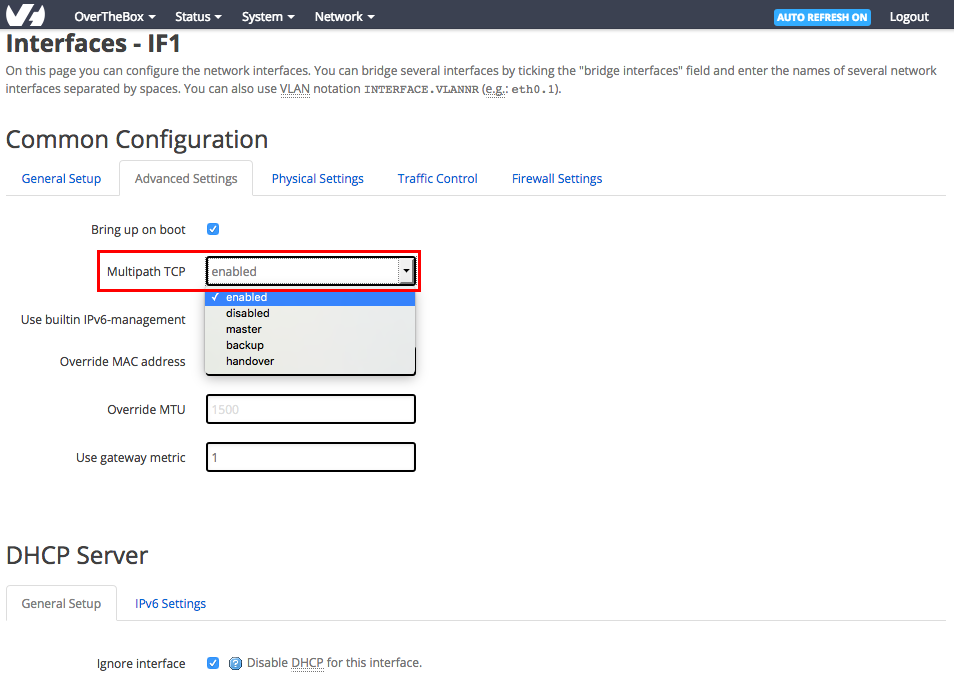 OverTheBox Status System Network AUTO REFRESH ON Logout
Interfaces - IF1
On this page you can configure the network interfaces. You can bridge several interfaces by ticking the "bridge interfaces" field and enter the names of several network
interfaces separated by spaces. You can also use VLAN notation INTERFACE.VLANNR (e.g.: eth0.1).
Common Configuration
General Setup Advanced Settings Physical Settings Traffic Control Firewall Settings
Bring up on boot
Multipath TCP enabled
✓ enabled
disabled
Use builtin IPv6-management
master
backup
Override MAC address
handover
Override MTU 1500
Use gateway metric 1
DHCP Server
General Setup IPv6 Settings
Ignore interface Disable DHCP for this interface.